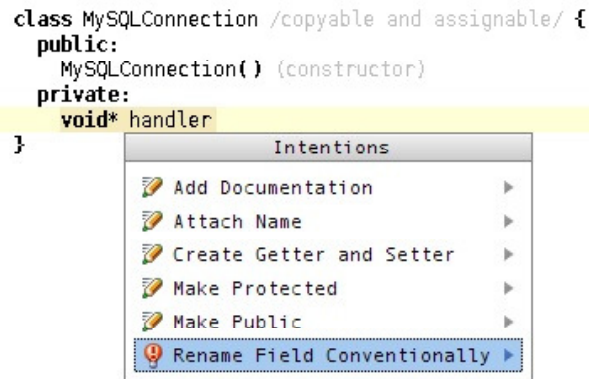 class MySQLConnection /copyable and assignable/ {
public:
MySQLConnection() (constructor)
private:
void* handler
}
Intentions
Add Documentation
Attach Name
Create Getter and Setter
Make Protected
Make Public
Rename Field Conventionally